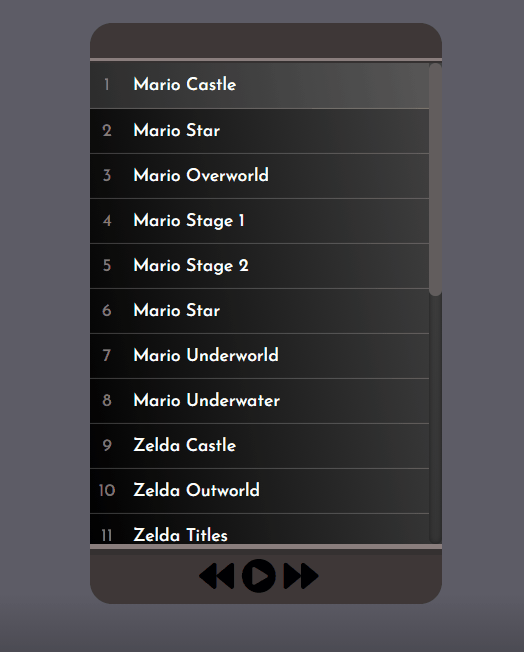 1 Mario Castle
2 Mario Star
3 Mario Overworld
4 Mario Stage 1
5 Mario Stage 2
6 Mario Star
7 Mario Underworld
8 Mario Underwater
9 Zelda Castle
10 Zelda Outworld
11 Zelda Titles